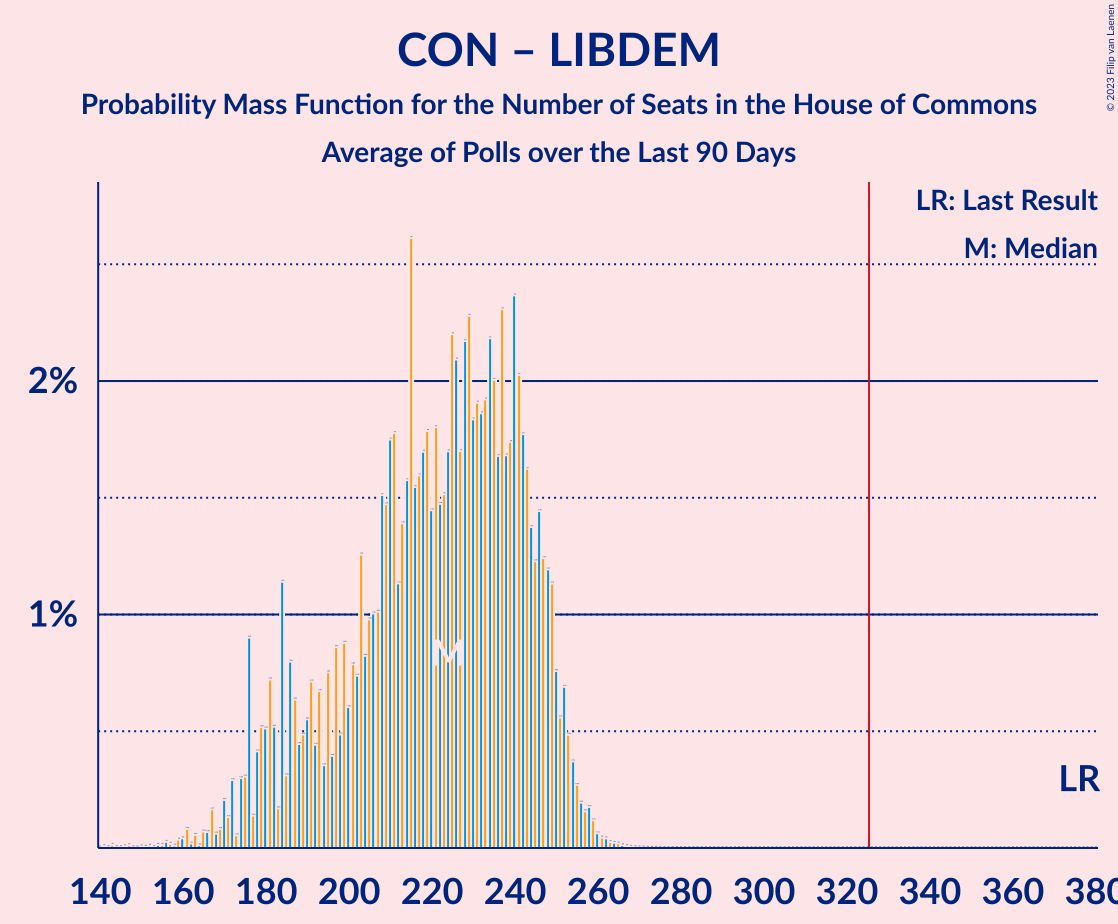 CON – LIBDEM
Probability Mass Function for the Number of Seats in the House of Commons
Average of Polls over the Last 90 Days
© 2023 Filip van Laenen
LR: Last Result
M: Median
2%
1%
M
LR
140 160 180 200 220 240 260 280 300 320 340 360 380